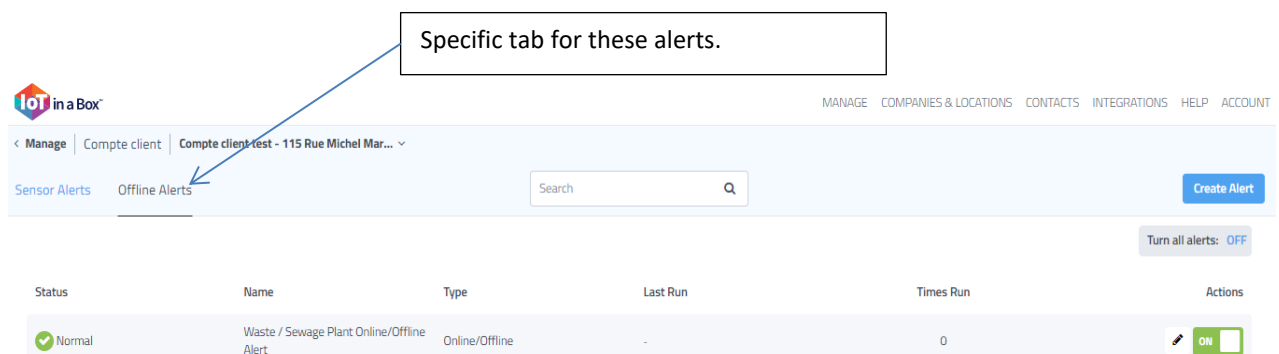 Specific tab for these alerts.
IoT in a Box™
MANAGE COMPANIES & LOCATIONS CONTACTS INTEGRATIONS HELP ACCOUNT
< Manage Compte client Compte client test - 115 Rue Michel Mar...
Sensor Alerts Offline Alerts Search Create Alert
Turn all alerts: OFF
Status Name Type Last Run Times Run Actions
Normal Waste / Sewage Plant Online/Offline Online/Offline - 0 ON
Alert